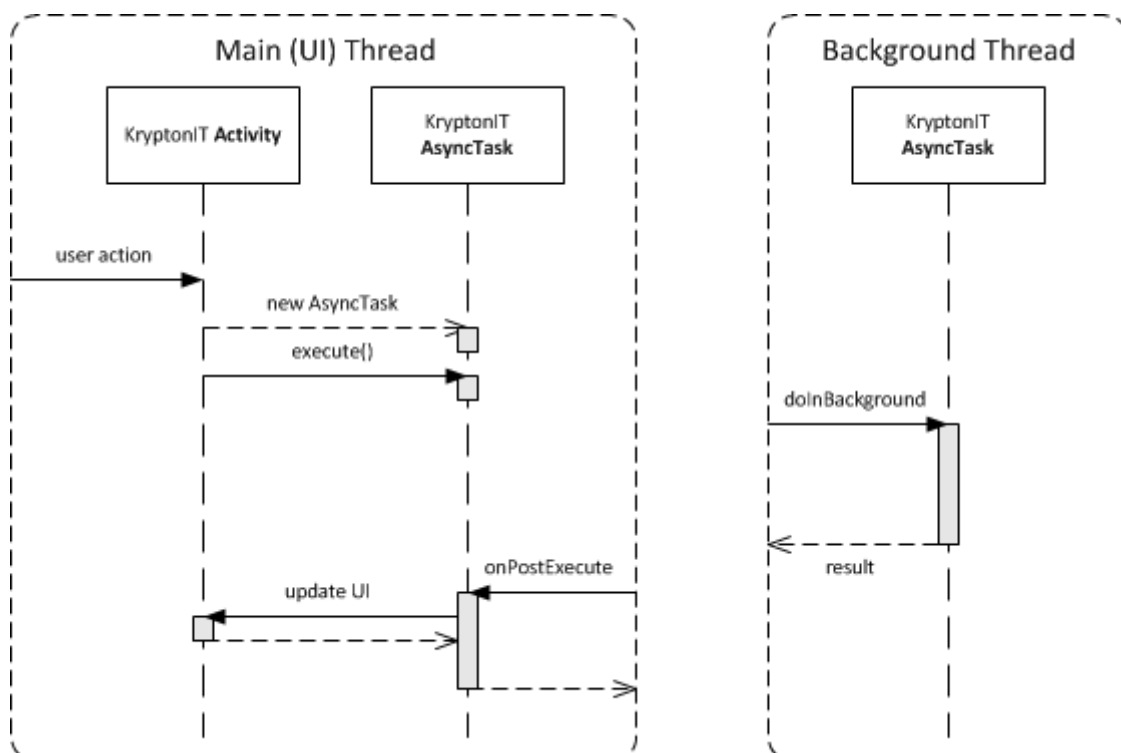 Main (UI) Thread
Background Thread
KryptonIT Activity
KryptonIT
AsyncTask
KryptonIT
AsyncTask
user action
new AsyncTask
execute()
doInBackground
result
onPostExecute
update UI